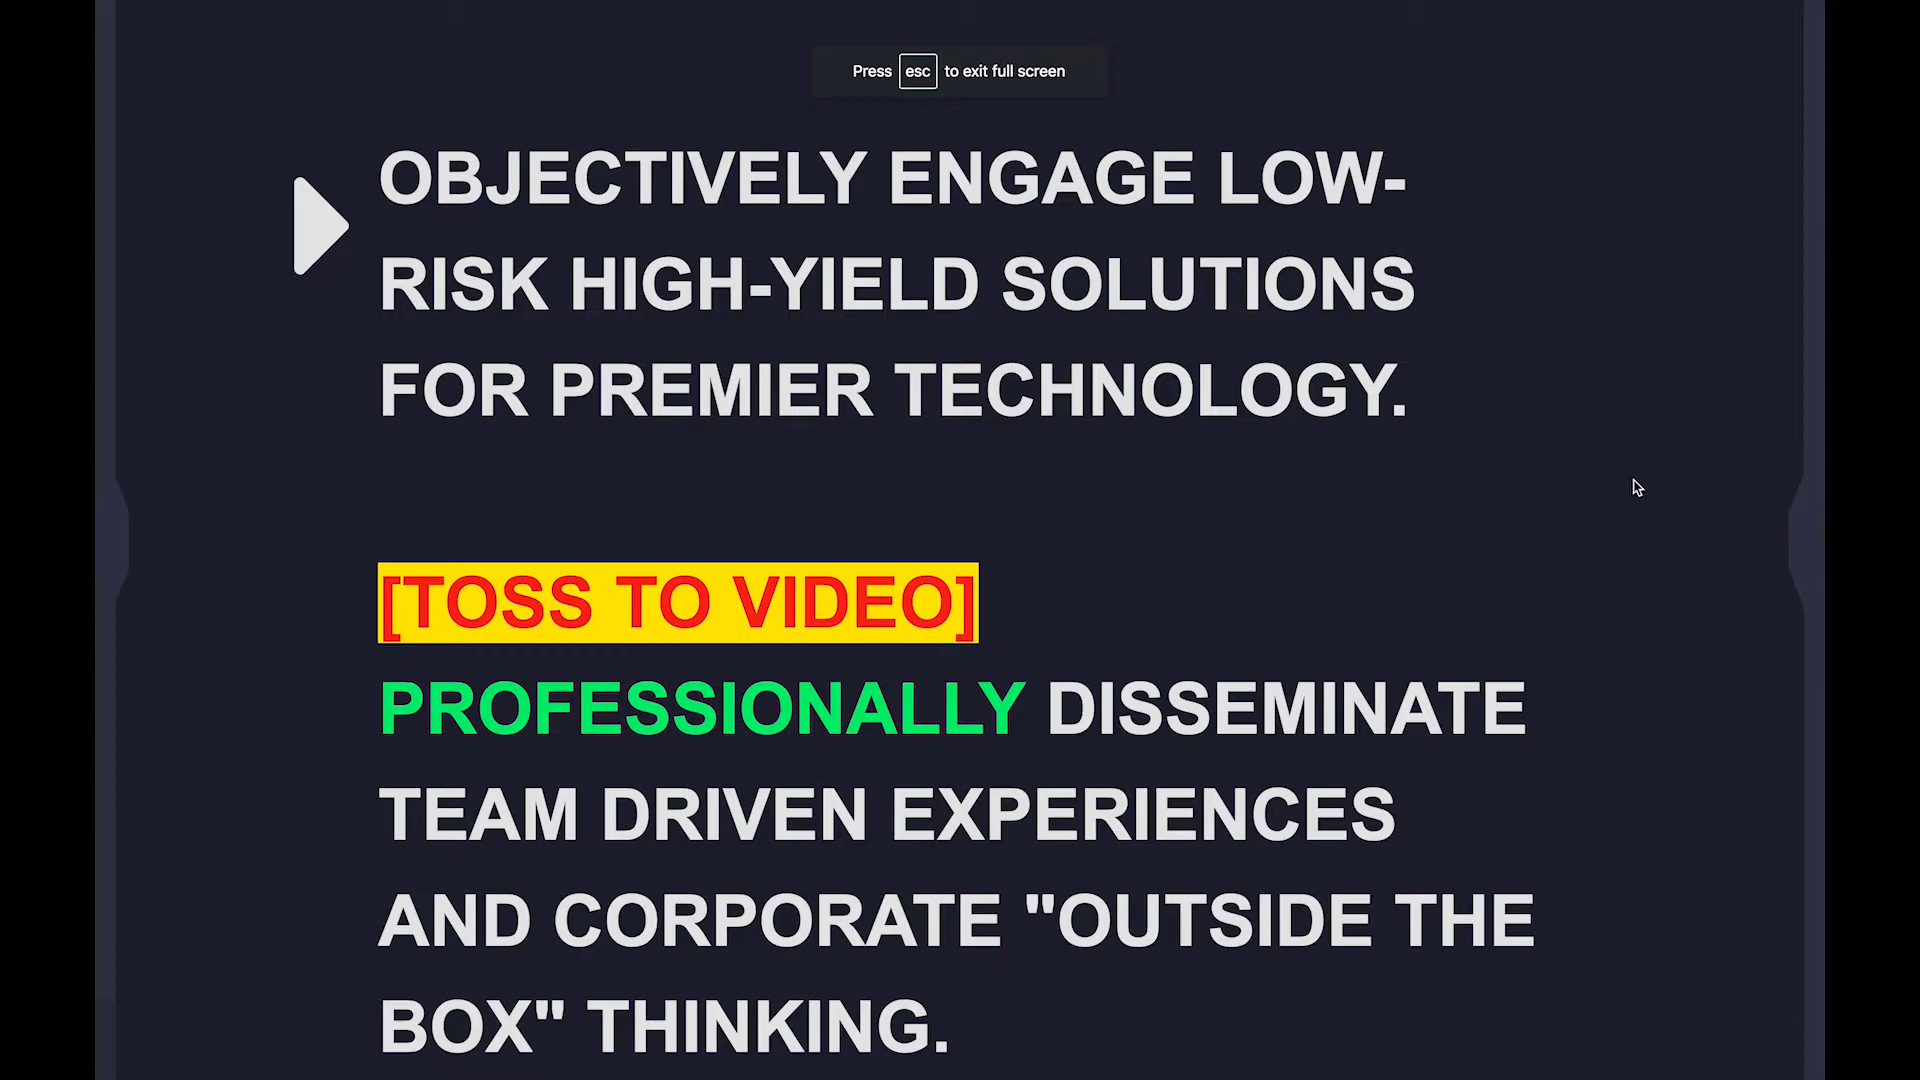 Press esc to exit full screen
OBJECTIVELY ENGAGE LOW-
RISK HIGH-YIELD SOLUTIONS
FOR PREMIER TECHNOLOGY.
[TOSS TO VIDEO]
PROFESSIONALLY DISSEMINATE
TEAM DRIVEN EXPERIENCES
AND CORPORATE "OUTSIDE THE
BOX" THINKING.